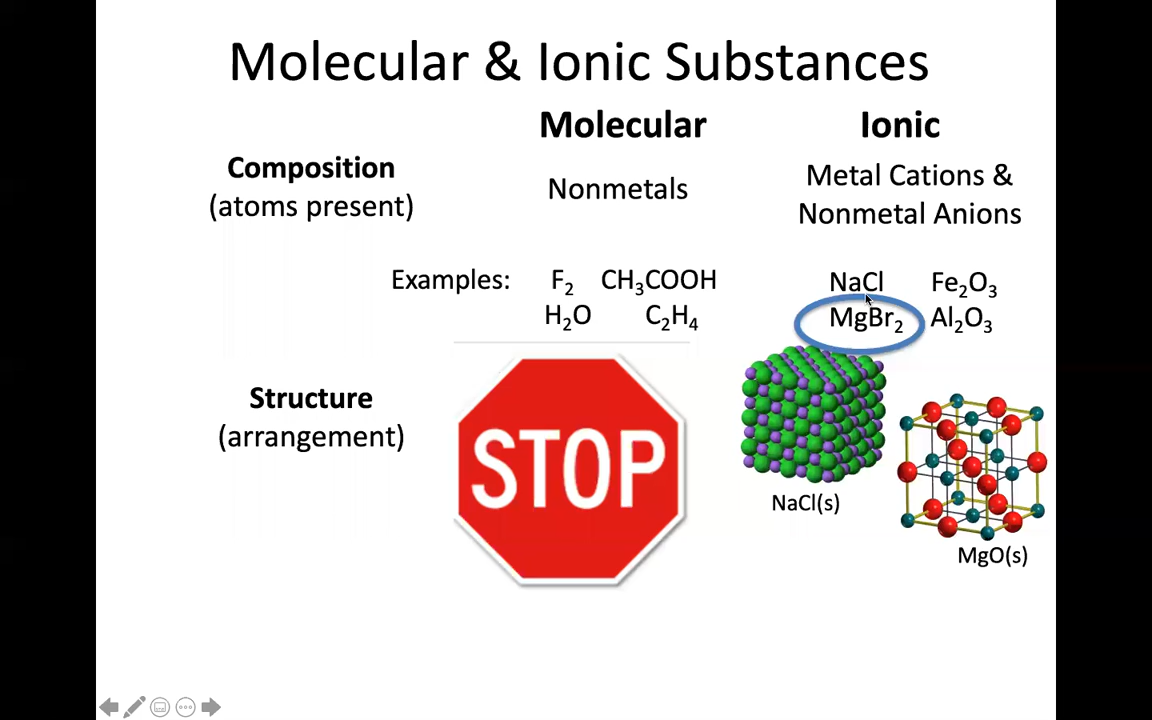 Molecular & Ionic Substances
Molecular Ionic
Composition
(atoms present)
Nonmetals
Metal Cations &
Nonmetal Anions
Examples: F₂ CH₃COOH
H₂O C₂H₄
NaCl Fe₂O₃
MgBr₂ Al₂O₃
Structure
(arrangement)
STOP
NaCl(s)
MgO(s)